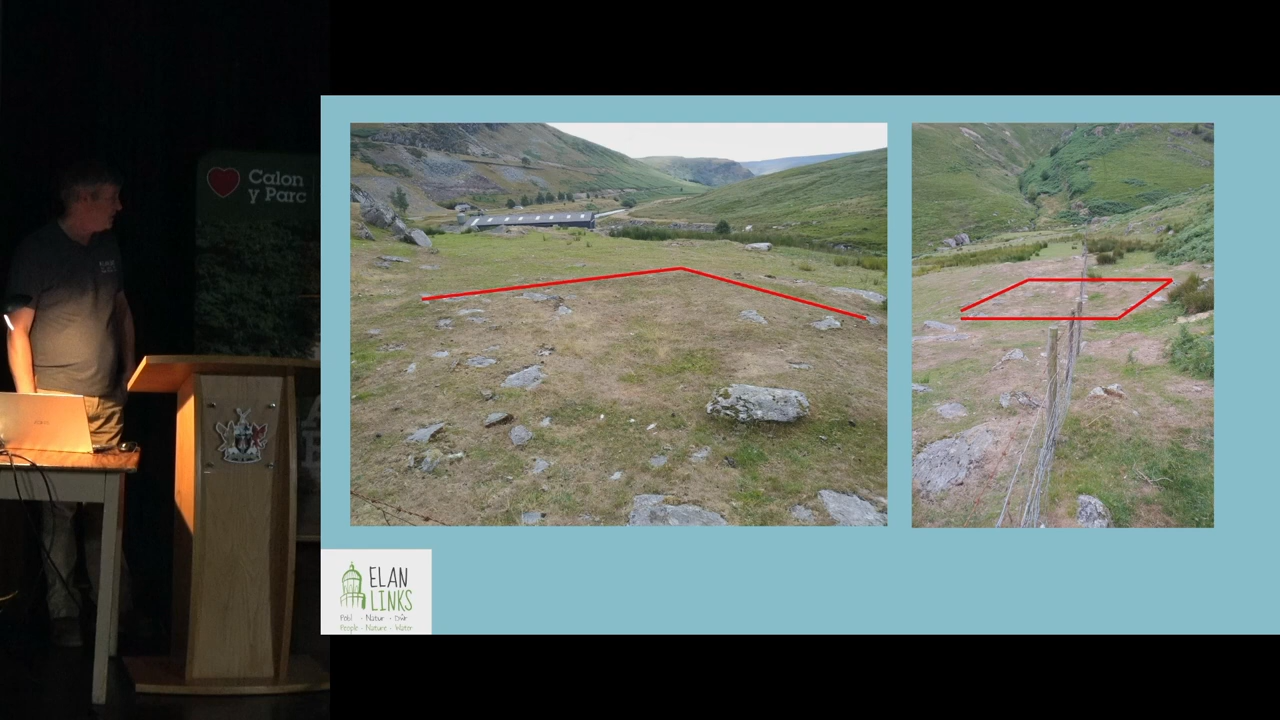 Calon
y Parc
ELAN
LINKS
Pobl - Natur - Dŵr
People - Nature - Water